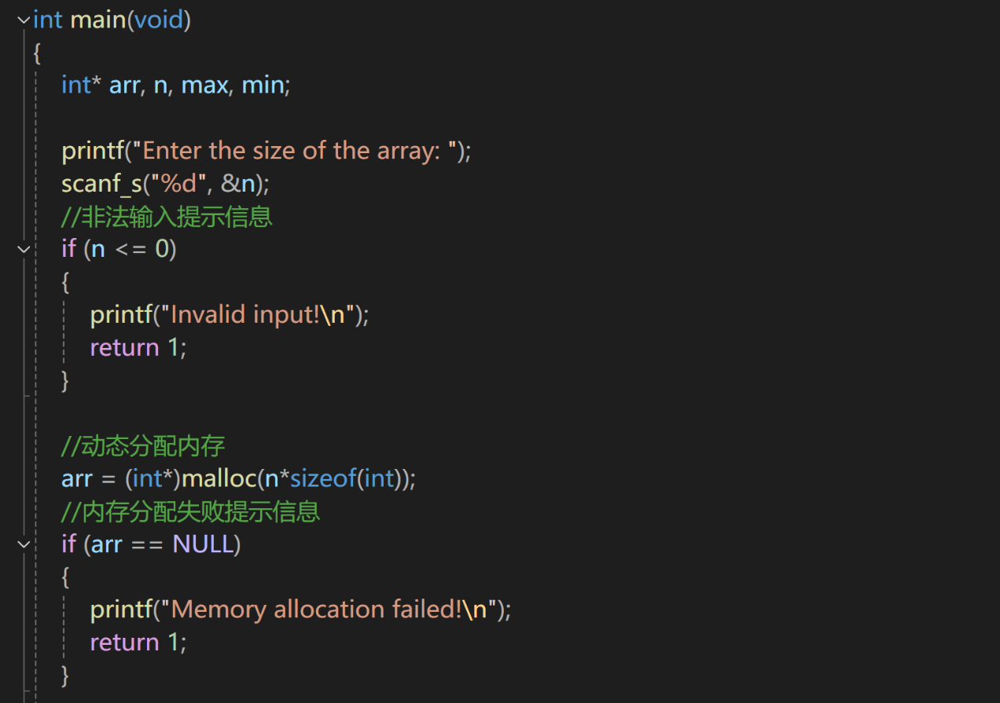 int main(void)
{
int* arr, n, max, min;
printf("Enter the size of the array: ");
scanf_s("%d", &n);
//非法输入提示信息
if (n <= 0)
{
printf("Invalid input!\n");
return 1;
}
//动态分配内存
arr = (int*)malloc(n*sizeof(int));
//内存分配失败提示信息
if (arr == NULL)
{
printf("Memory allocation failed!\n");
return 1;
}